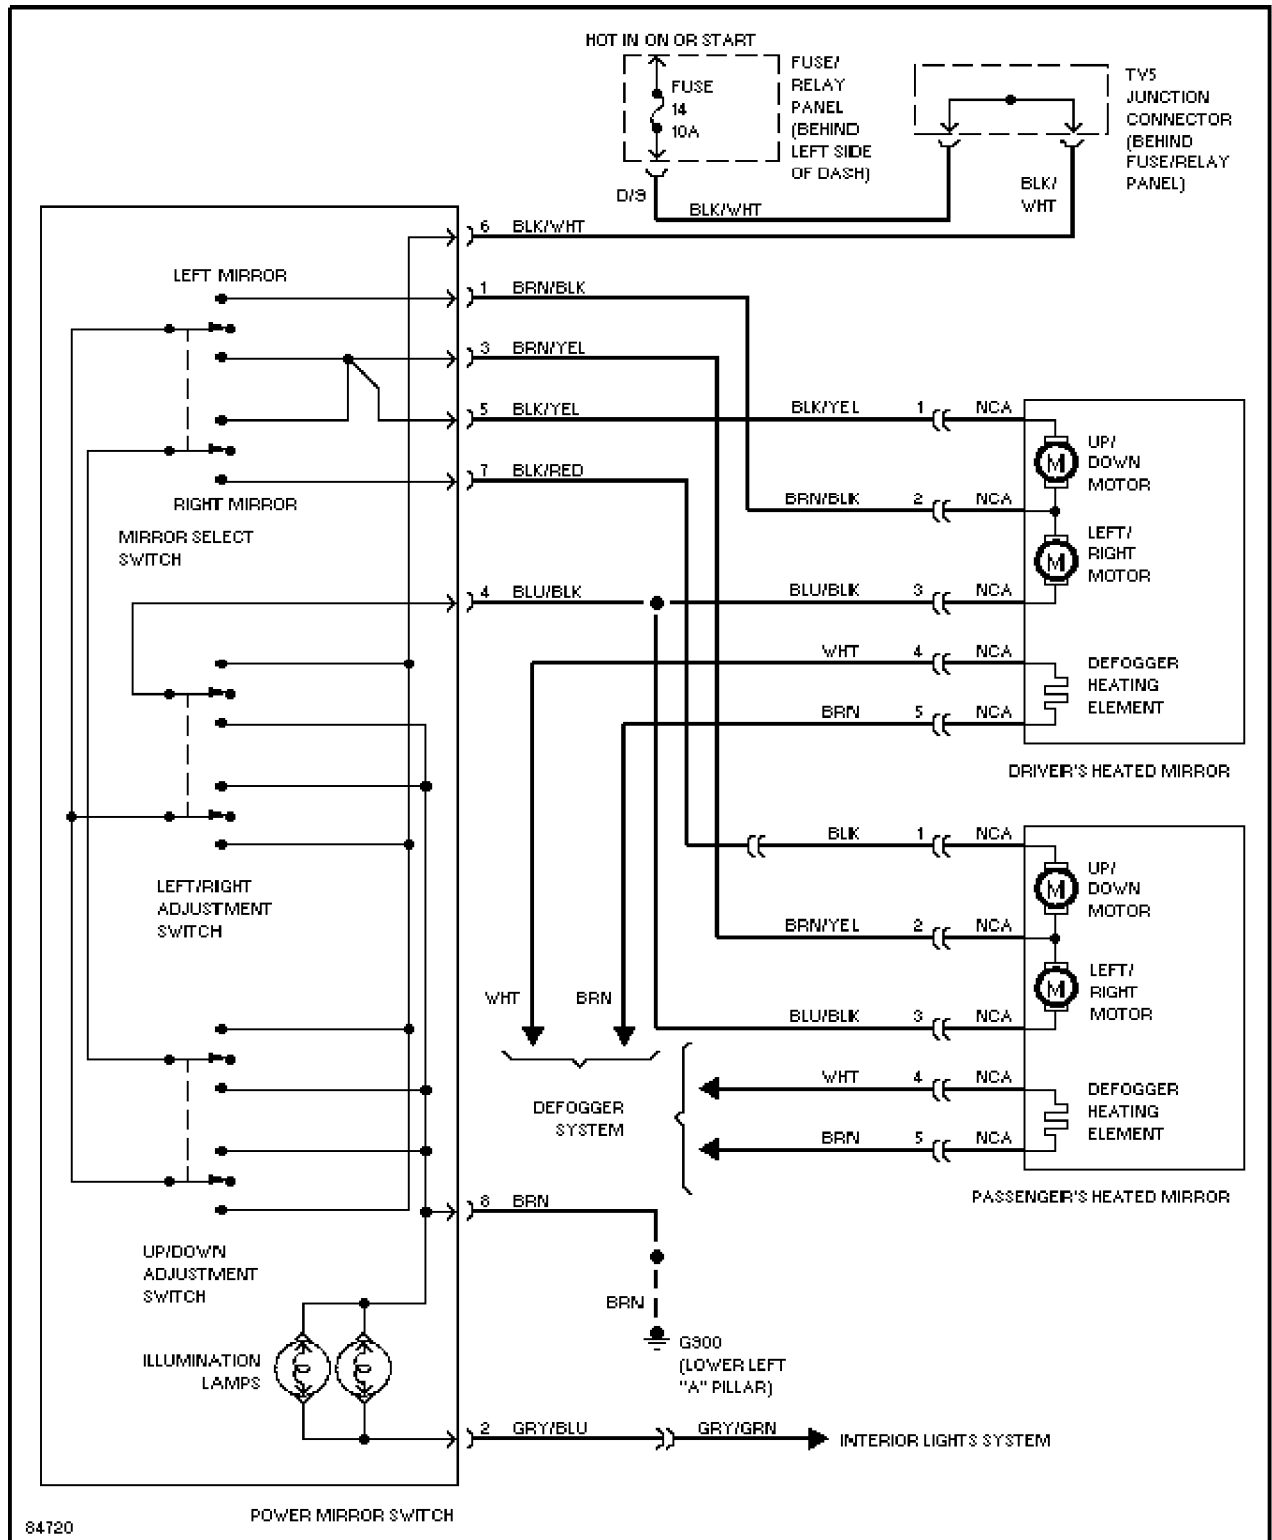 HOT IN ON OR START
FUSE
14
10A
FUSE/
RELAY
PANEL
(BEHIND
LEFT SIDE
OF DASH)
TV5
JUNCTION
CONNECTOR
(BEHIND
FUSE/RELAY
PANEL)
D/9
BLK/WHT
BLK/
WHT
6 BLK/WHT
LEFT MIRROR
1 BRN/BLK
3 BRN/YEL
5 BLK/YEL
BLK/YEL 1 NCA
7 BLK/RED
RIGHT MIRROR
MIRROR SELECT
SWITCH
UP/
DOWN
MOTOR
BRN/BLK 2 NCA
LEFT/
RIGHT
MOTOR
4 BLU/BLK
BLU/BLK 3 NCA
WHT 4 NCA
DEFOGGER
HEATING
ELEMENT
BRN 5 NCA
DRIVER'S HEATED MIRROR
LEFT/RIGHT
ADJUSTMENT
SWITCH
BLK 1 NCA
UP/
DOWN
MOTOR
BRN/YEL 2 NCA
LEFT/
RIGHT
MOTOR
WHT
BRN
BLU/BLK 3 NCA
DEFOGGER
SYSTEM
WHT 4 NCA
DEFOGGER
HEATING
ELEMENT
BRN 5 NCA
PASSENGER'S HEATED MIRROR
8 BRN
UP/DOWN
ADJUSTMENT
SWITCH
BRN
G900
(LOWER LEFT
"A" PILLAR)
ILLUMINATION
LAMPS
2 GRY/BLU
GRY/GRN
INTERIOR LIGHTS SYSTEM
POWER MIRROR SWITCH
84720